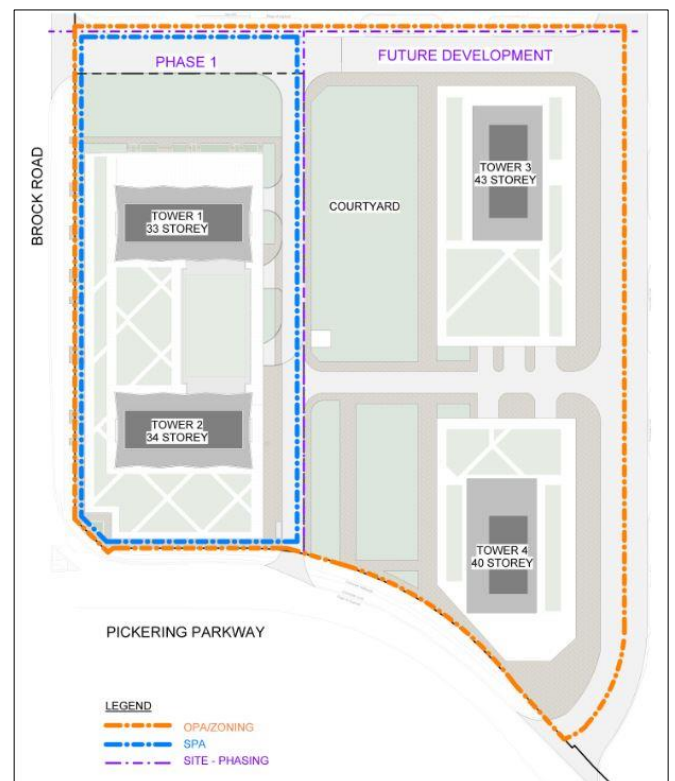 PHASE 1
FUTURE DEVELOPMENT
BROCK ROAD
TOWER 1
33 STOREY
COURTYARD
TOWER 3
43 STOREY
TOWER 2
34 STOREY
TOWER 4
40 STOREY
PICKERING PARKWAY
LEGEND
OPA/ZONING
SPA
SITE - PHASING